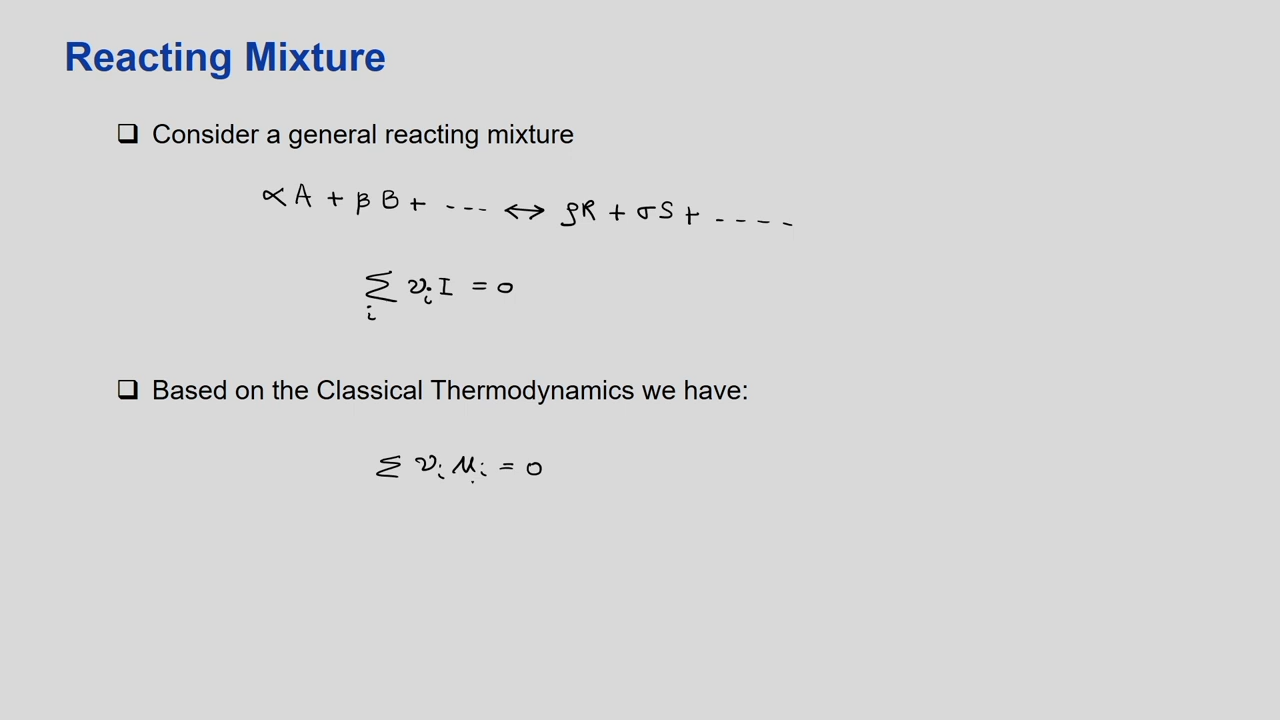 Reacting Mixture
❑ Consider a general reacting mixture
αA + βB + --- ↔ ρR + σS + ----
∑ᵢ νᵢ I = 0
❑ Based on the Classical Thermodynamics we have:
∑ νᵢ μᵢ = 0